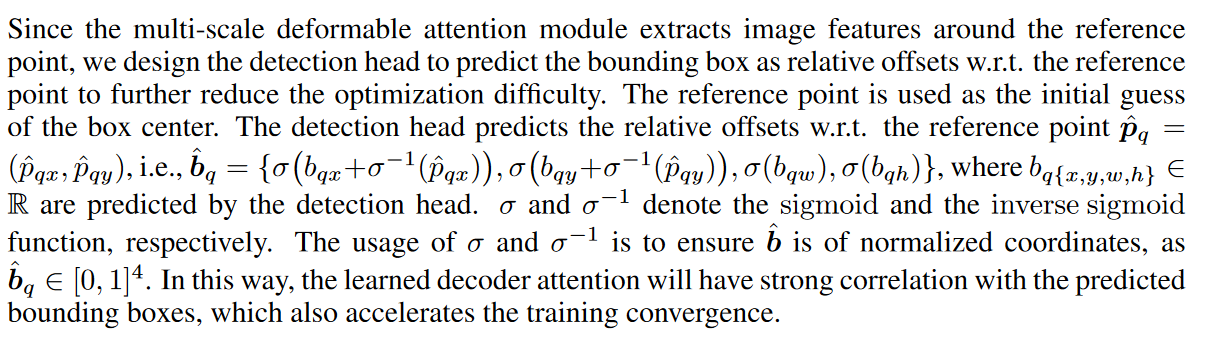 Since the multi-scale deformable attention module extracts image features around the reference
point, we design the detection head to predict the bounding box as relative offsets w.r.t. the reference
point to further reduce the optimization difficulty. The reference point is used as the initial guess
of the box center. The detection head predicts the relative offsets w.r.t. the reference point $\hat{\boldsymbol{p}}_q =$
$(\hat{p}_{qx}, \hat{p}_{qy})$, i.e., $\hat{\boldsymbol{b}}_q = \{\sigma(b_{qx}+\sigma^{-1}(\hat{p}_{qx})), \sigma(b_{qy}+\sigma^{-1}(\hat{p}_{qy})), \sigma(b_{qw}), \sigma(b_{qh})\}$, where $b_{q\{x,y,w,h\}} \in$
$\mathbb{R}$ are predicted by the detection head. $\sigma$ and $\sigma^{-1}$ denote the sigmoid and the inverse sigmoid
function, respectively. The usage of $\sigma$ and $\sigma^{-1}$ is to ensure $\hat{\boldsymbol{b}}$ is of normalized coordinates, as
$\hat{\boldsymbol{b}}_q \in [0, 1]^4$. In this way, the learned decoder attention will have strong correlation with the predicted
bounding boxes, which also accelerates the training convergence.